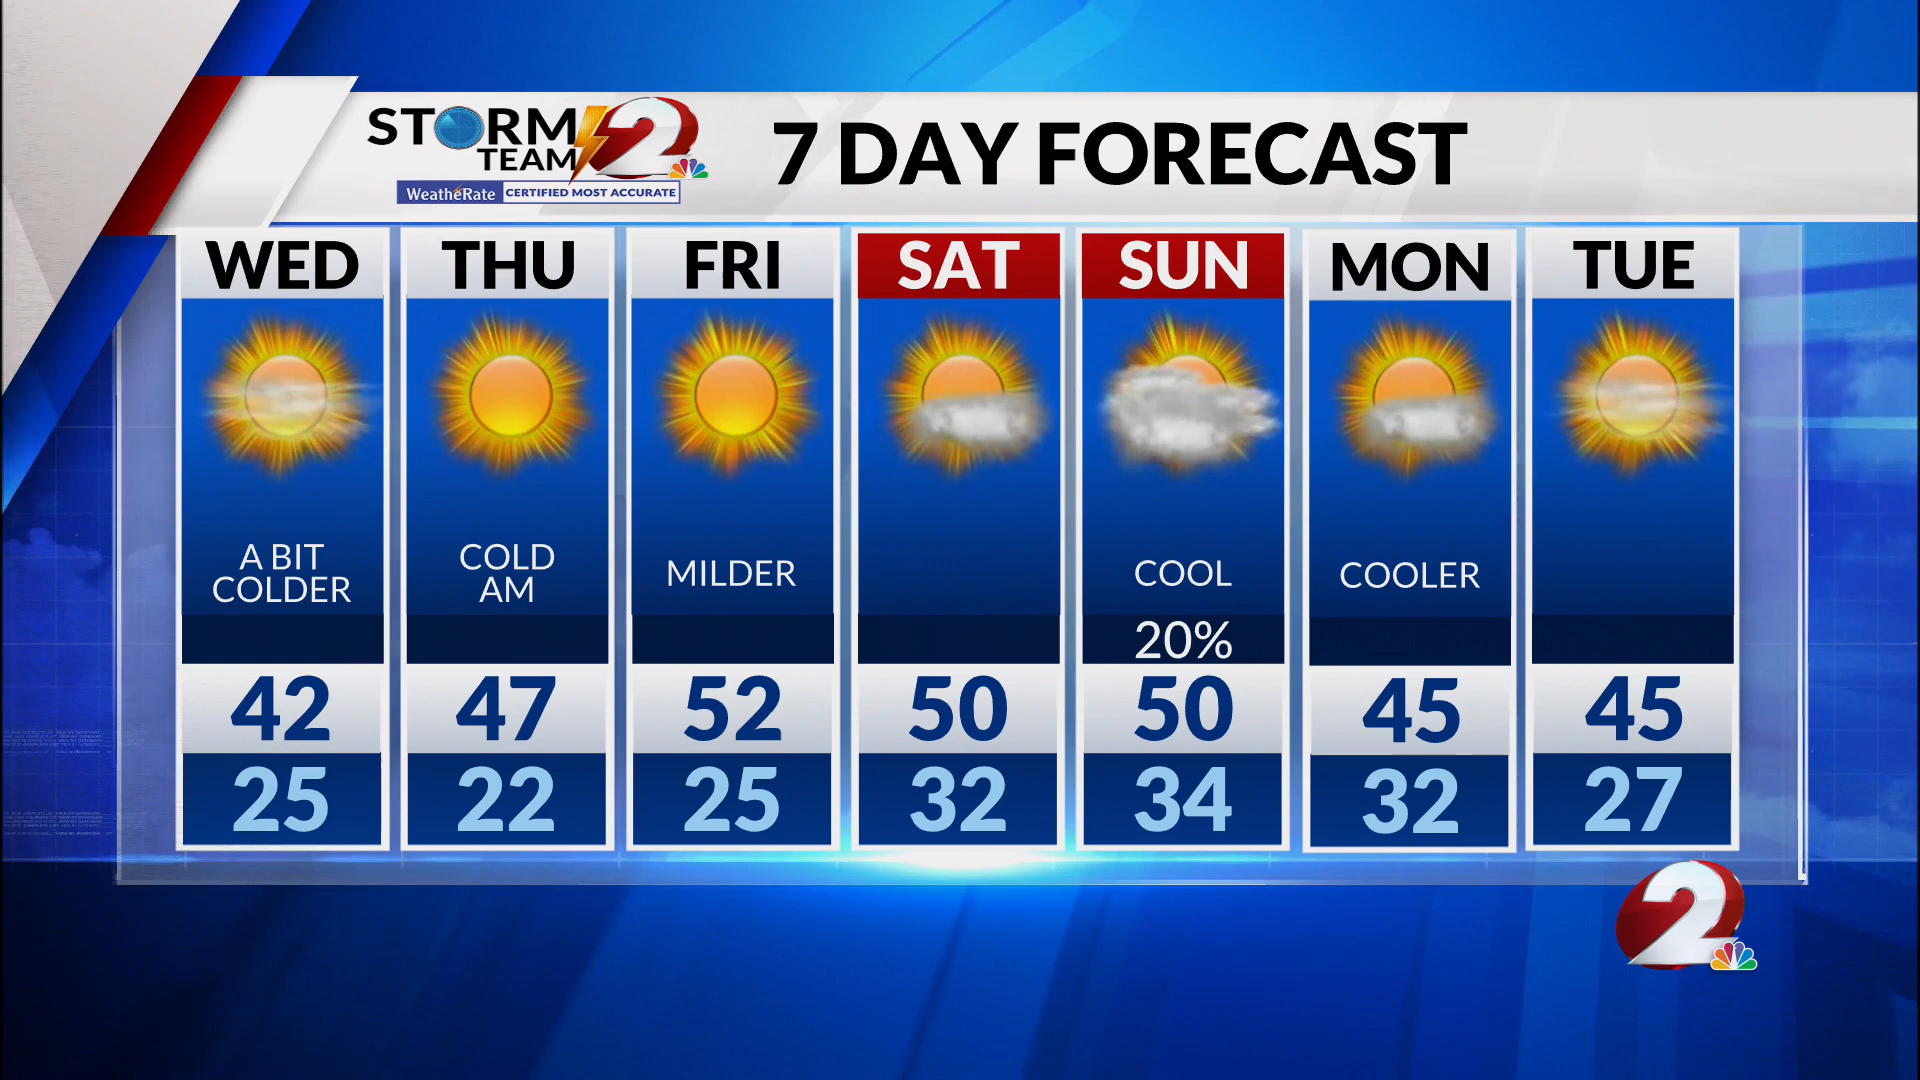 STORM 2
TEAM
WeatheRate CERTIFIED MOST ACCURATE
7 DAY FORECAST
WED THU FRI SAT SUN MON TUE
A BIT
COLDER
COLD
AM
MILDER
COOL
COOLER
20%
42 47 52 50 50 45 45
25 22 25 32 34 32 27
2